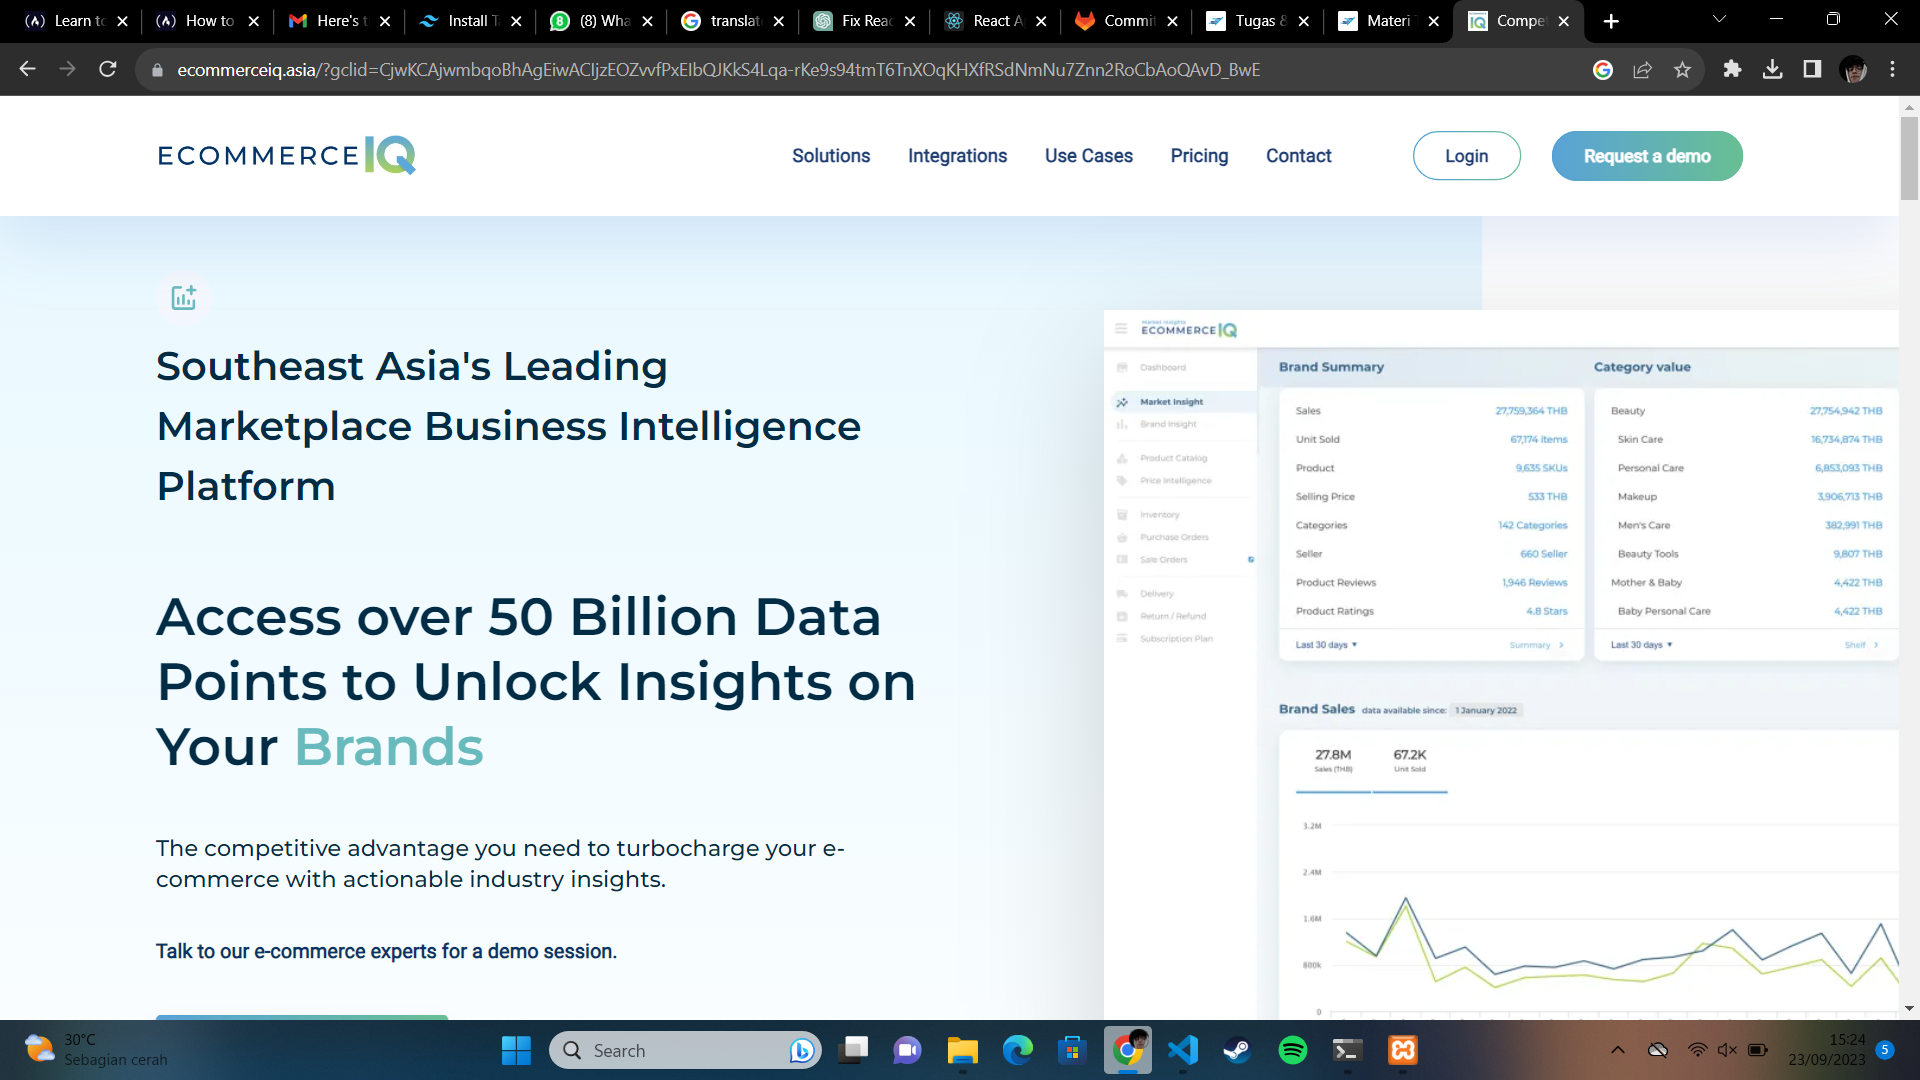 Learn to
How to
Here's t
Install Ta
(8) Wha
translat
Fix Reac
React A
Commit
Tugas &
Materi T
Compet
ecommerceiq.asia/?gclid=CjwKCAjwmbqoBhAgEiwACIjzEOZvvfPxElbQJKkS4Lqa-rKe9s94tmT6TnXOqKHXfRSdNmNu7Znn2RoCbAoQAvD_BwE
ECOMMERCE IQ
Solutions
Integrations
Use Cases
Pricing
Contact
Login
Request a demo
Southeast Asia's Leading
Marketplace Business Intelligence
Platform
Access over 50 Billion Data
Points to Unlock Insights on
Your Brands
The competitive advantage you need to turbocharge your e-
commerce with actionable industry insights.
Talk to our e-commerce experts for a demo session.
Market Insights
ECOMMERCE IQ
Dashboard
Market Insight
Brand Insight
Product Catalog
Price Intelligence
Inventory
Purchase Orders
Sale Orders
Delivery
Return / Refund
Subscription Plan
Brand Summary
Sales 27,759,364 THB
Unit Sold 67,174 items
Product 9,635 SKUs
Selling Price 533 THB
Categories 142 Categories
Seller 660 Seller
Product Reviews 1,946 Reviews
Product Ratings 4.8 Stars
Last 30 days ▾ Summary >
Category value
Beauty 27,754,942 THB
Skin Care 16,734,874 THB
Personal Care 6,853,093 THB
Makeup 3,906,713 THB
Men's Care 382,991 THB
Beauty Tools 9,807 THB
Mother & Baby 4,422 THB
Baby Personal Care 4,422 THB
Last 30 days ▾ Shelf >
Brand Sales data available since: 1 January 2022
27.8M 67.2K
Sales (THB) Unit Sold
3.2M
2.4M
1.6M
800k
0
30°C
Sebagian cerah
Search
15:24
23/09/2023
5